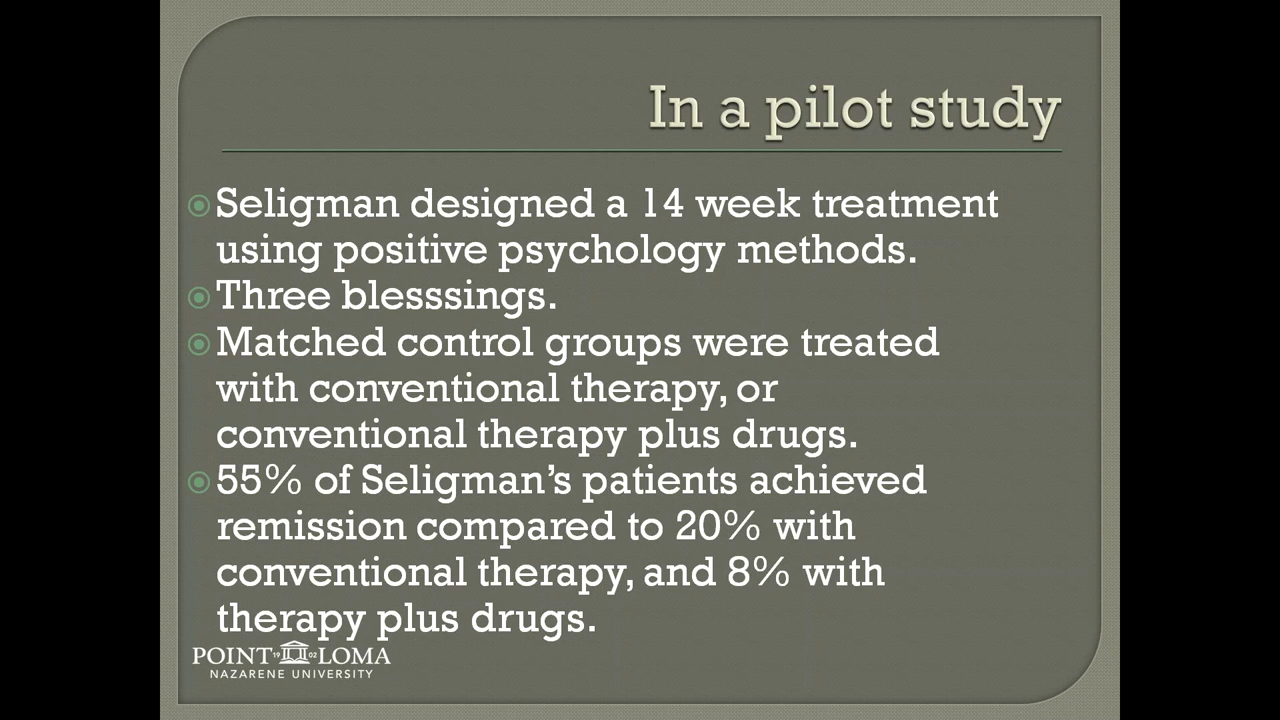 In a pilot study
Seligman designed a 14 week treatment
using positive psychology methods.
Three blesssings.
Matched control groups were treated
with conventional therapy, or
conventional therapy plus drugs.
55% of Seligman’s patients achieved
remission compared to 20% with
conventional therapy, and 8% with
therapy plus drugs.
POINT 19 02 LOMA
NAZARENE UNIVERSITY